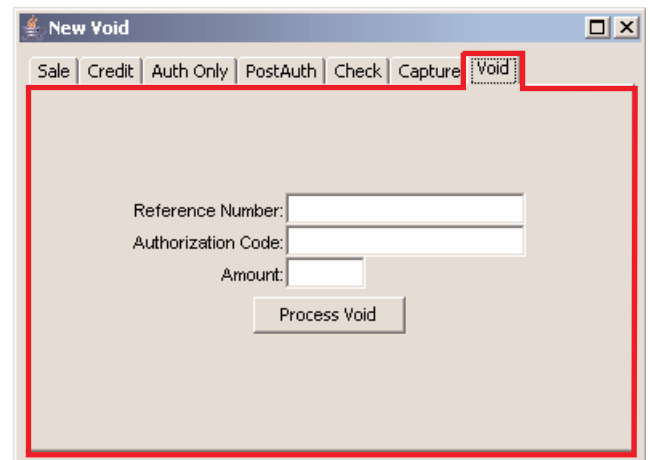 New Void
Sale Credit Auth Only PostAuth Check Capture Void
Reference Number:
Authorization Code:
Amount:
Process Void